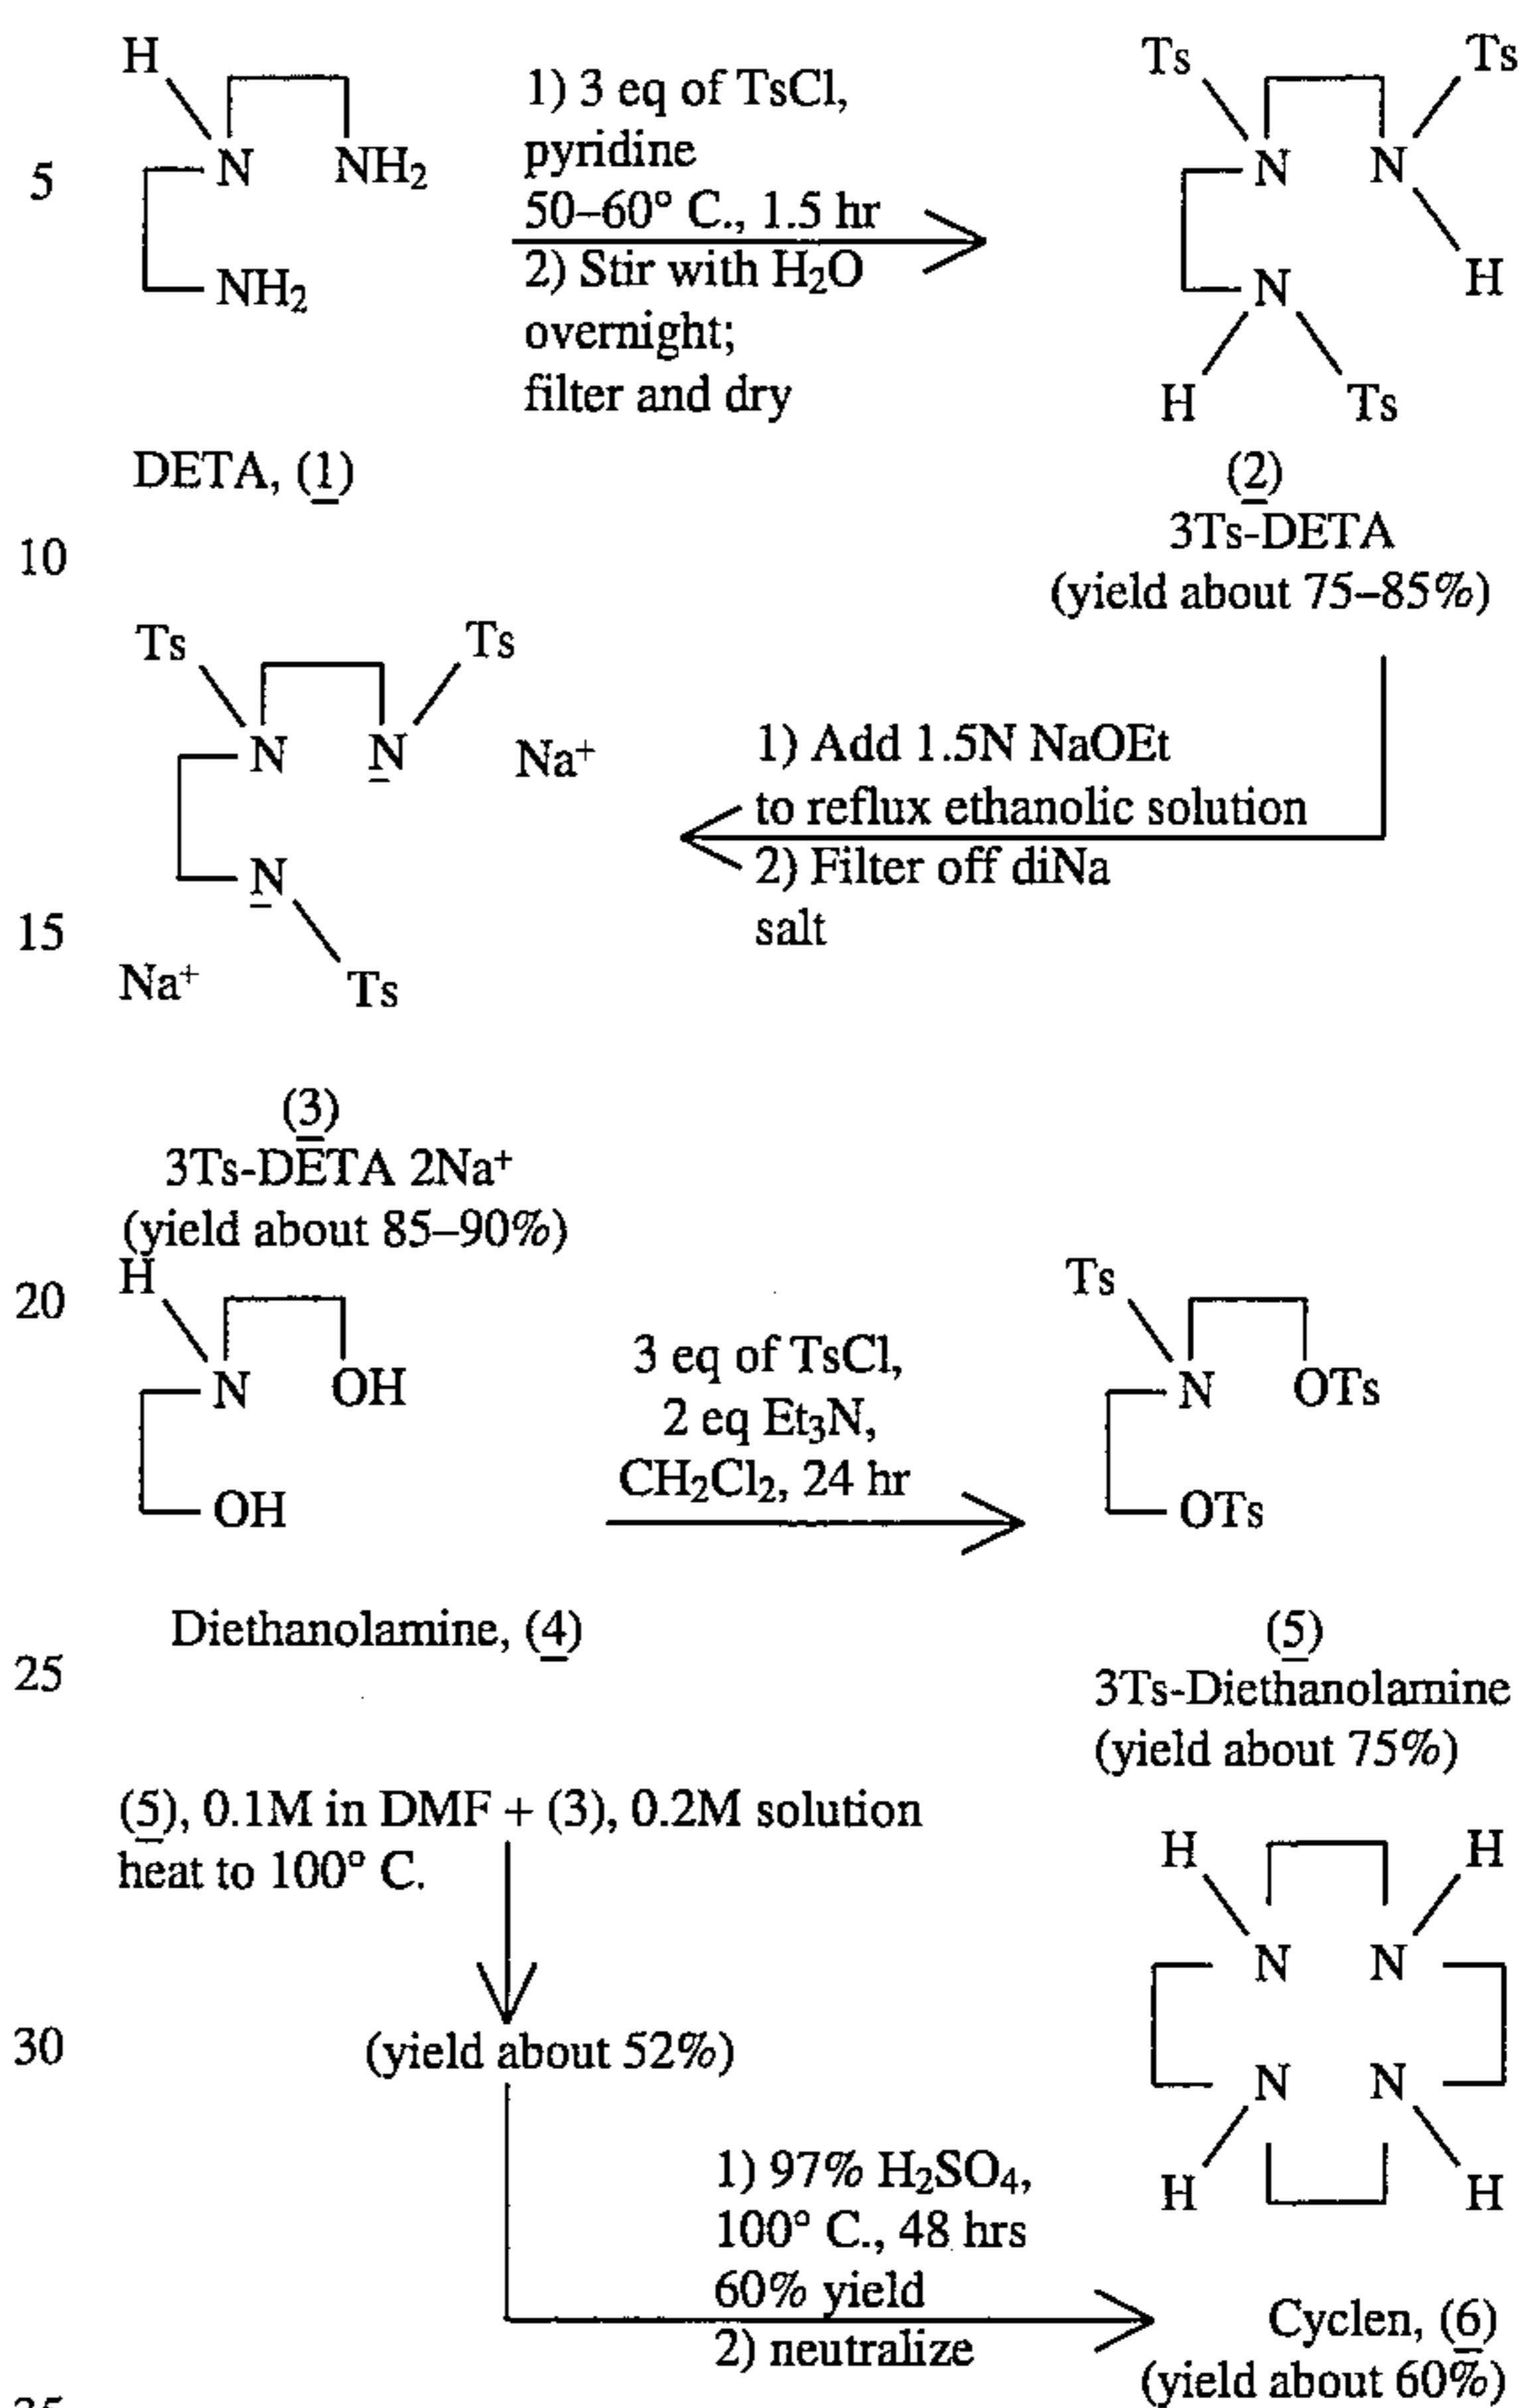 H
N
NH2
NH2
1) 3 eq of TsCl,
pyridine
50–60° C., 1.5 hr
2) Stir with H2O
overnight;
filter and dry
Ts
Ts
N
N
N
H
H
Ts
5
DETA, (1)
(2)
3Ts-DETA
(yield about 75–85%)
10
Ts
Ts
N
N
Na+
N
Na+
Ts
1) Add 1.5N NaOEt
to reflux ethanolic solution
2) Filter off diNa
salt
15
(3)
3Ts-DETA 2Na+
(yield about 85–90%)
20
H
N
OH
OH
3 eq of TsCl,
2 eq Et3N,
CH2Cl2, 24 hr
Ts
N
OTs
OTs
Diethanolamine, (4)
(5)
3Ts-Diethanolamine
(yield about 75%)
25
(5), 0.1M in DMF + (3), 0.2M solution
heat to 100° C.
(yield about 52%)
30
H
H
N
N
N
N
H
H
1) 97% H2SO4,
100° C., 48 hrs
60% yield
2) neutralize
Cyclen, (6)
(yield about 60%)
35